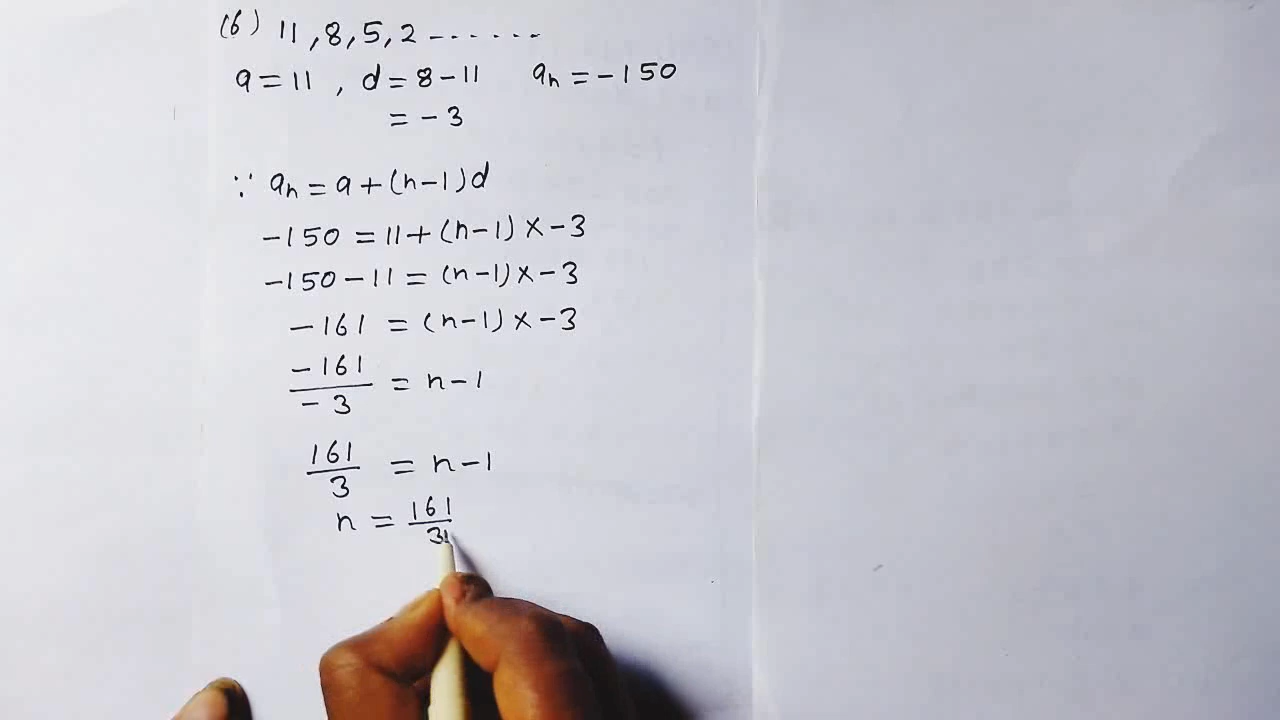 (6) 11, 8, 5, 2 -------
a = 11 , d = 8 - 11 aₙ = -150
= -3
∵ aₙ = a + (n-1)d
-150 = 11 + (n-1) × -3
-150 - 11 = (n-1) × -3
-161 = (n-1) × -3
-161/-3 = n-1
161/3 = n-1
n = 161/3